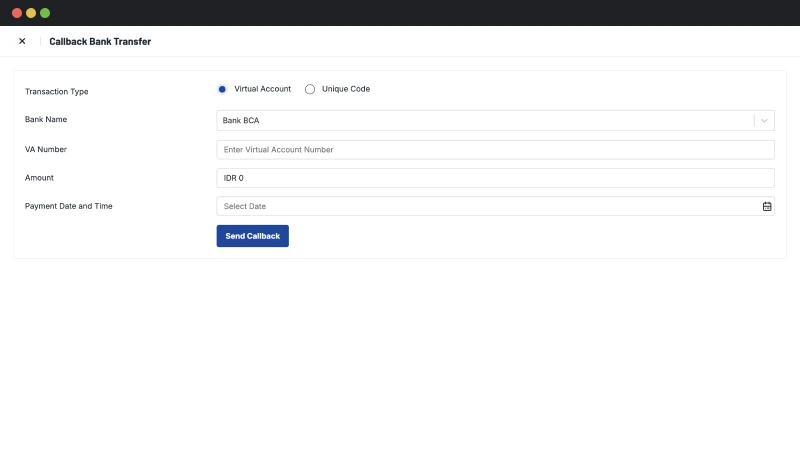 Callback Bank Transfer
Transaction Type Virtual Account Unique Code
Bank Name Bank BCA
VA Number Enter Virtual Account Number
Amount IDR 0
Payment Date and Time Select Date
Send Callback